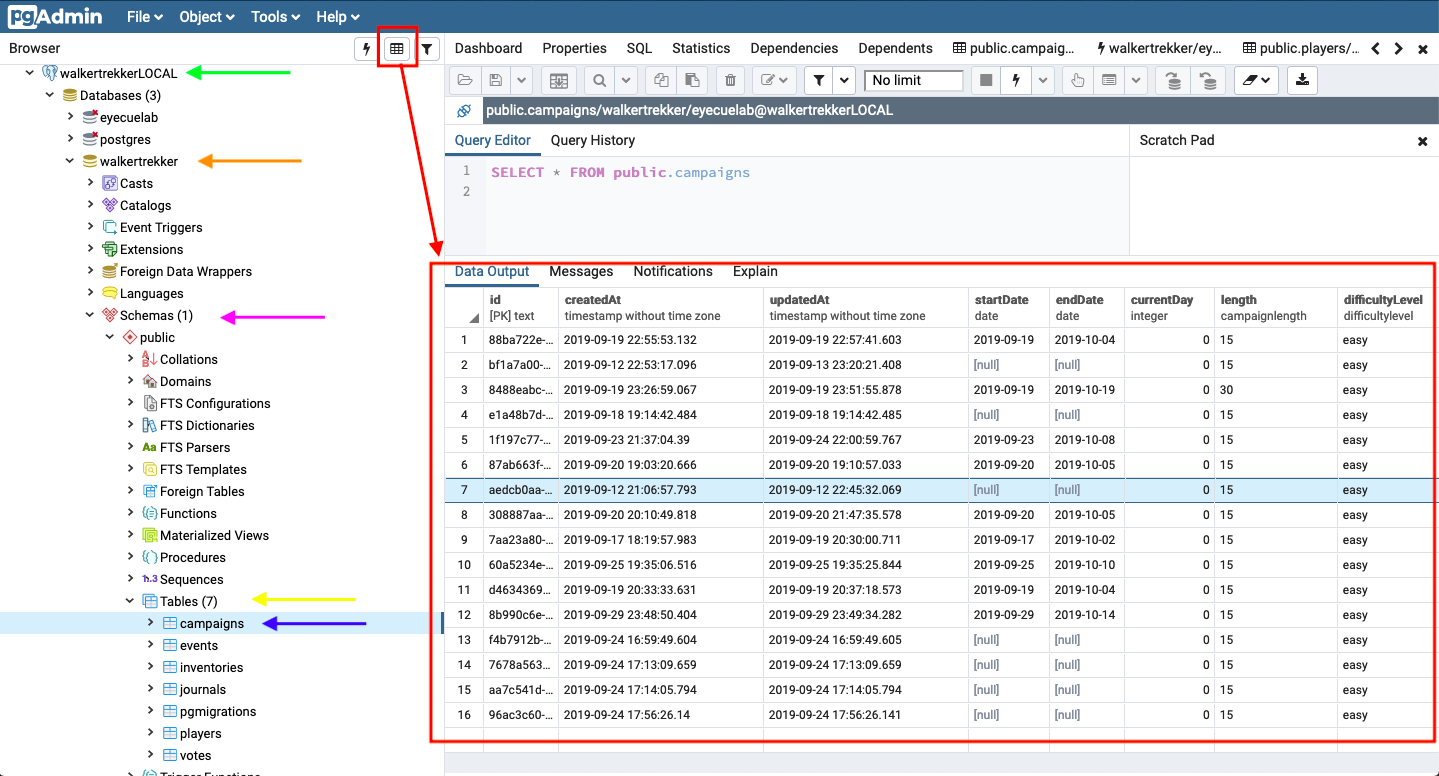 pgAdmin File Object Tools Help
Browser
walkertrekkerLOCAL
Databases (3)
eyecuelab
postgres
walkertrekker
Casts
Catalogs
Event Triggers
Extensions
Foreign Data Wrappers
Languages
Schemas (1)
public
Collations
Domains
FTS Configurations
FTS Dictionaries
FTS Parsers
FTS Templates
Foreign Tables
Functions
Materialized Views
Procedures
Sequences
Tables (7)
campaigns
events
inventories
journals
pgmigrations
players
votes
Trigger Functions
Dashboard Properties SQL Statistics Dependencies Dependents public.campaig... walkertrekker/ey... public.players/...
No limit
public.campaigns/walkertrekker/eyecuelab@walkertrekkerLOCAL
Query Editor Query History Scratch Pad
1 SELECT * FROM public.campaigns
2
Data Output Messages Notifications Explain
id createdAt updatedAt startDate endDate currentDay length difficultyLevel
[PK] text timestamp without time zone timestamp without time zone date date integer campaignlength difficultylevel
1 88ba722e-... 2019-09-19 22:55:53.132 2019-09-19 22:57:41.603 2019-09-19 2019-10-04 0 15 easy
2 bf1a7a00-... 2019-09-12 22:53:17.096 2019-09-13 23:20:21.408 [null] [null] 0 15 easy
3 8488eabc-... 2019-09-19 23:26:59.067 2019-09-19 23:51:55.878 2019-09-19 2019-10-19 0 30 easy
4 e1a48b7d-... 2019-09-18 19:14:42.484 2019-09-18 19:14:42.485 [null] [null] 0 15 easy
5 1f197c77-... 2019-09-23 21:37:04.39 2019-09-24 22:00:59.767 2019-09-23 2019-10-08 0 15 easy
6 87ab663f-... 2019-09-20 19:03:20.666 2019-09-20 19:10:57.033 2019-09-20 2019-10-05 0 15 easy
7 aedcb0aa-... 2019-09-12 21:06:57.793 2019-09-12 22:45:32.069 [null] [null] 0 15 easy
8 308887aa-... 2019-09-20 20:10:49.818 2019-09-20 21:47:35.578 2019-09-20 2019-10-05 0 15 easy
9 7aa23a80-... 2019-09-17 18:19:57.983 2019-09-19 20:30:00.711 2019-09-17 2019-10-02 0 15 easy
10 60a5234e-... 2019-09-25 19:35:06.516 2019-09-25 19:35:25.844 2019-09-25 2019-10-10 0 15 easy
11 d4634369... 2019-09-19 20:33:33.631 2019-09-19 20:37:18.573 2019-09-19 2019-10-04 0 15 easy
12 8b990c6e-... 2019-09-29 23:48:50.404 2019-09-29 23:49:34.282 2019-09-29 2019-10-14 0 15 easy
13 f4b7912b-... 2019-09-24 16:59:49.604 2019-09-24 16:59:49.605 [null] [null] 0 15 easy
14 7678a563... 2019-09-24 17:13:09.659 2019-09-24 17:13:09.659 [null] [null] 0 15 easy
15 aa7c541d-... 2019-09-24 17:14:05.794 2019-09-24 17:14:05.794 [null] [null] 0 15 easy
16 96ac3c60-... 2019-09-24 17:56:26.14 2019-09-24 17:56:26.141 [null] [null] 0 15 easy